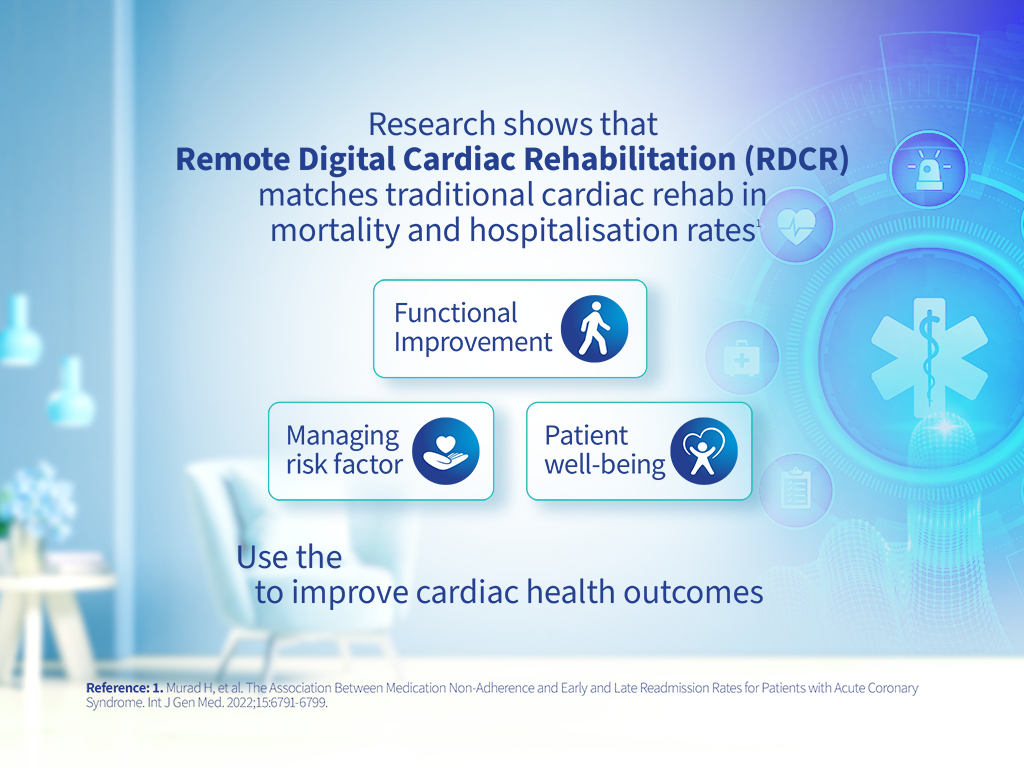 Research shows that
Remote Digital Cardiac Rehabilitation (RDCR)
matches traditional cardiac rehab in
mortality and hospitalisation rates¹
Functional
Improvement
Managing
risk factor
Patient
well-being
Use the
to improve cardiac health outcomes
Reference: 1. Murad H, et al. The Association Between Medication Non-Adherence and Early and Late Readmission Rates for Patients with Acute Coronary
Syndrome. Int J Gen Med. 2022;15:6791-6799.